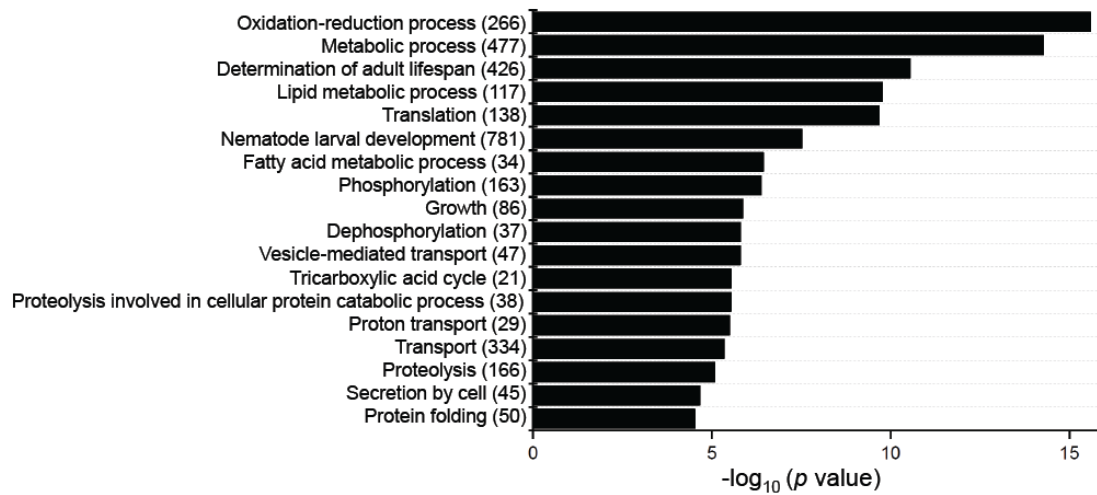 Oxidation-reduction process (266)
Metabolic process (477)
Determination of adult lifespan (426)
Lipid metabolic process (117)
Translation (138)
Nematode larval development (781)
Fatty acid metabolic process (34)
Phosphorylation (163)
Growth (86)
Dephosphorylation (37)
Vesicle-mediated transport (47)
Tricarboxylic acid cycle (21)
Proteolysis involved in cellular protein catabolic process (38)
Proton transport (29)
Transport (334)
Proteolysis (166)
Secretion by cell (45)
Protein folding (50)
0 5 10 15
-log₁₀ (p value)